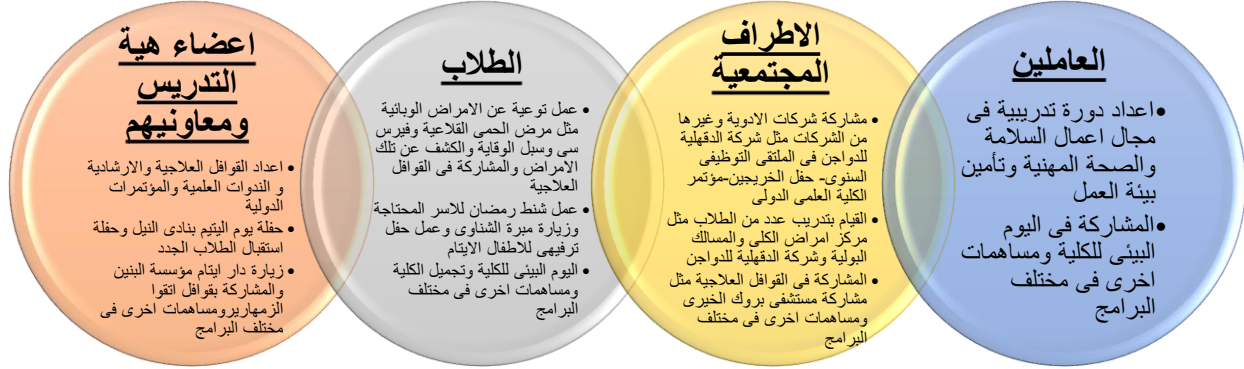 العاملين
•اعداد دورة تدريبية فى
مجال اعمال السلامة
والصحة المهنية وتأمين
بيئة العمل
•المشاركة فى اليوم
البيئى للكلية ومساهمات
اخرى فى مختلف
البرامج
الاطراف
المجتمعية
• مشاركة شركات الادوية وغيرها
من الشركات مثل شركة الدقهلية
للدواجن فى الملتقى التوظيفى
السنوى- حفل الخريجين-مؤتمر
الكلية العلمى الدولى
• القيام بتدريب عدد من الطلاب مثل
مركز امراض الكلى والمسالك
البولية وشركة الدقهلية للدواجن
• المشاركة فى القوافل العلاجية مثل
مشاركة مستشفى بروك الخيرى
ومساهمات اخرى فى مختلف
البرامج
الطلاب
• عمل توعية عن الامراض الوبائية
مثل مرض الحمى القلاعية وفيرس
سى وسبل الوقاية والكشف عن تلك
الامراض والمشاركة فى القوافل
العلاجية
• عمل شنط رمضان للاسر المحتاجة
وزيارة مبرة الشناوى وعمل حفل
ترفيهى للاطفال الايتام
• اليوم البيئى للكلية وتجميل الكلية
ومساهمات اخرى فى مختلف
البرامج
اعضاء هية
التدريس
ومعاونيهم
• اعداد القوافل العلاجية والارشادية
و الندوات العلمية والمؤتمرات
الدولية
• حفلة يوم اليتيم بنادى النيل وحفلة
استقبال الطلاب الجدد
• زيارة دار ايتام مؤسسة البنين
والمشاركة بقوافل اتقوا
الزمهاريرومساهمات اخرى فى
مختلف البرامج